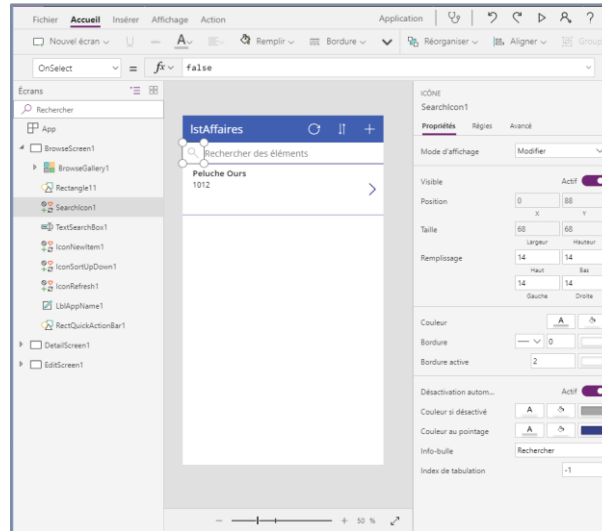 Fichier Accueil Insérer Affichage Action Application
Nouvel écran Remplir Bordure Réorganiser Aligner Group
OnSelect = fx false
Écrans
Rechercher
App
BrowseScreen1
BrowseGallery1
Rectangle11
SearchIcon1
TextSearchBox1
IconNewItem1
IconSortUpDown1
IconRefresh1
LblAppName1
RectQuickActionBar1
DetailScreen1
EditScreen1
lstAffaires
Rechercher des éléments
Peluche Ours
1012
50 %
ICÔNE
SearchIcon1
Propriétés Règles Avancé
Mode d'affichage Modifier
Visible Actif
Position 0 88
X Y
Taille 68 68
Largeur Hauteur
Remplissage 14 14
Haut Bas
14 14
Gauche Droite
Couleur A
Bordure 0
Bordure active 2
Désactivation autom... Actif
Couleur si désactivé A
Couleur au pointage A
Info-bulle Rechercher
Index de tabulation -1